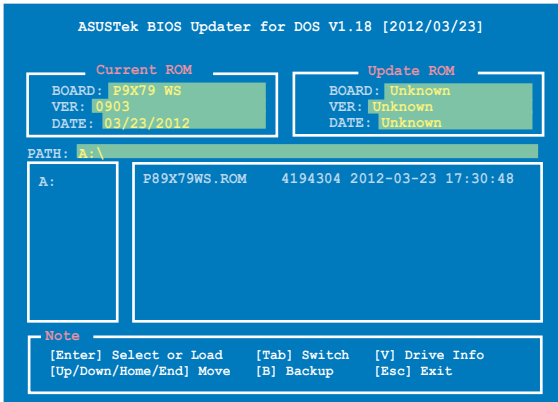 ASUSTek BIOS Updater for DOS V1.18 [2012/03/23]
Current ROM
BOARD: P9X79 WS
VER: 0903
DATE: 03/23/2012
Update ROM
BOARD: Unknown
VER: Unknown
DATE: Unknown
PATH: A:\
A:
P89X79WS.ROM 4194304 2012-03-23 17:30:48
Note
[Enter] Select or Load [Tab] Switch [V] Drive Info
[Up/Down/Home/End] Move [B] Backup [Esc] Exit